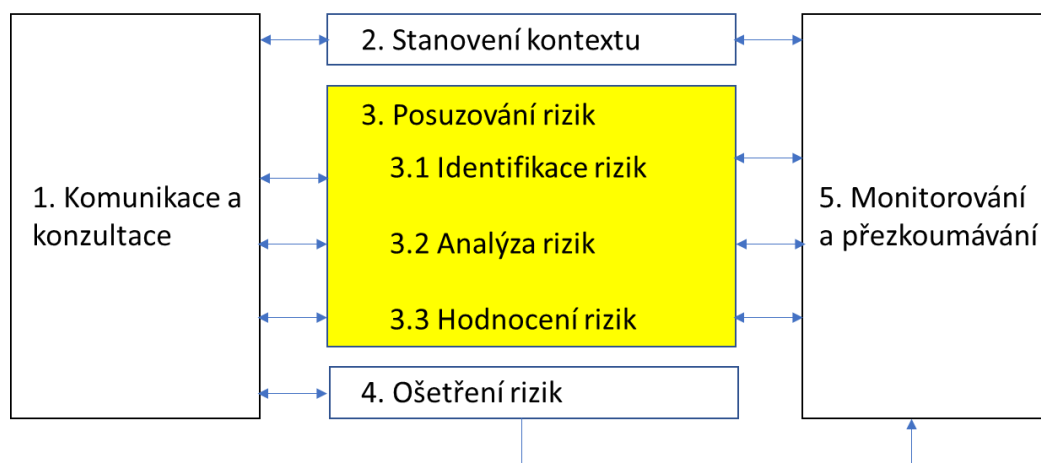 2. Stanovení kontextu
3. Posuzování rizik
3.1 Identifikace rizik
1. Komunikace a
konzultace
3.2 Analýza rizik
5. Monitorování
a přezkoumávání
3.3 Hodnocení rizik
4. Ošetření rizik